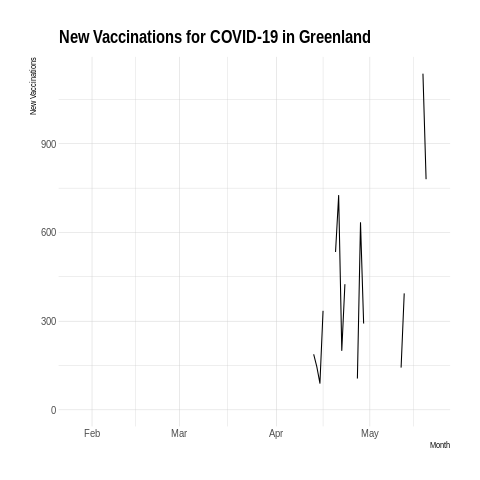 New Vaccinations for COVID-19 in Greenland
New Vaccinations
900
600
300
0
Feb Mar Apr May
Month